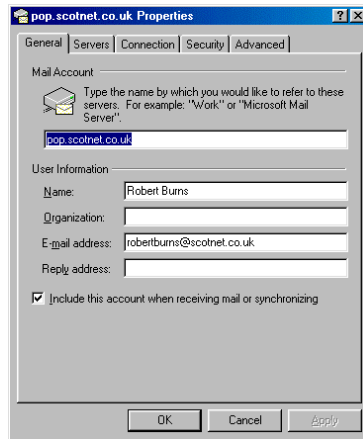 pop.scotnet.co.uk Properties
General Servers Connection Security Advanced
Mail Account
Type the name by which you would like to refer to these
servers. For example: "Work" or "Microsoft Mail
Server".
pop.scotnet.co.uk
User Information
Name: Robert Burns
Organization:
E-mail address: robertburns@scotnet.co.uk
Reply address:
Include this account when receiving mail or synchronizing
OK Cancel Apply